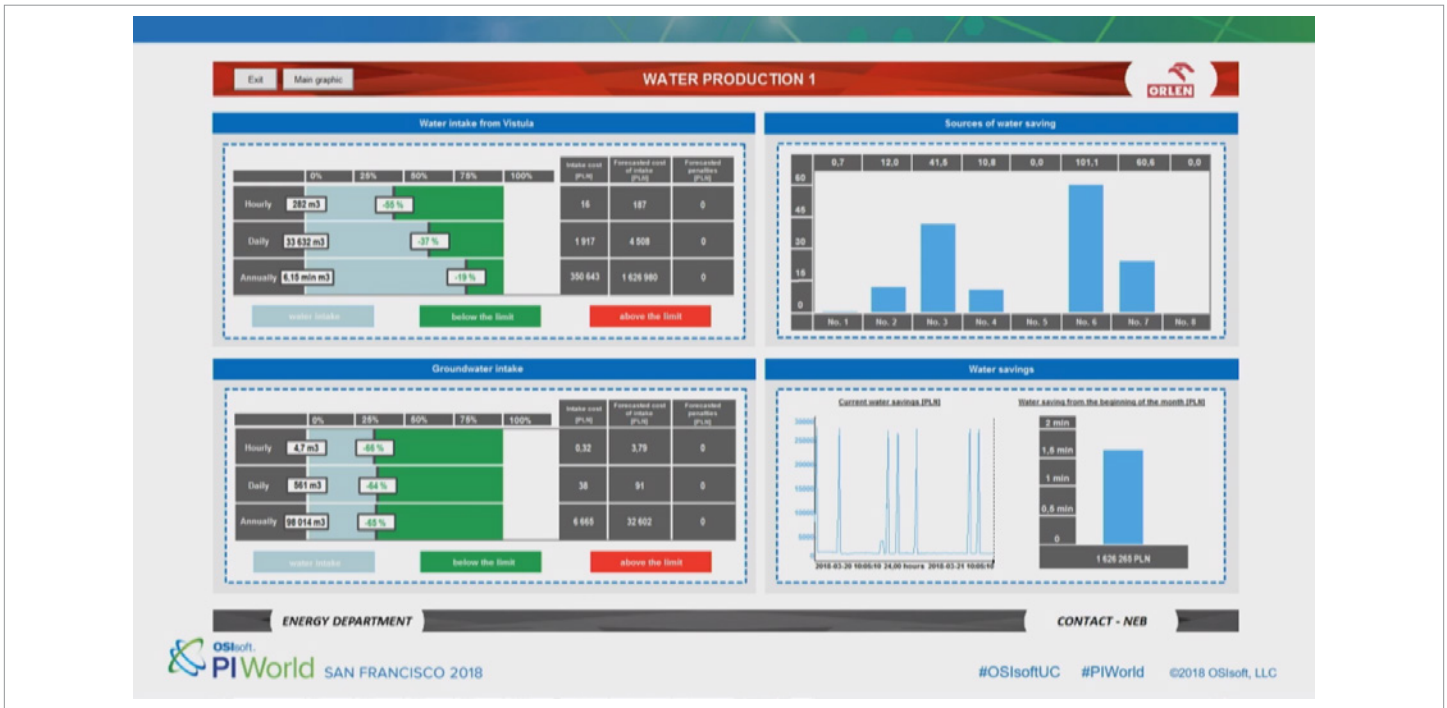 Exit Main graphic WATER PRODUCTION 1 ORLEN
Water intake from Vistula
0% 25% 50% 75% 100% Intake cost [PLN] Forecasted cost of intake [PLN] Forecasted penalties [PLN]
Hourly 282 m3 -55 % 16 187 0
Daily 33 632 m3 -37 % 1 917 4 508 0
Annually 6,15 mln m3 -19 % 350 643 1 626 980 0
water intake below the limit above the limit
Sources of water saving
0,7 12,0 41,5 10,8 0,0 101,1 60,6 0,0
60
45
30
15
0
No. 1 No. 2 No. 3 No. 4 No. 5 No. 6 No. 7 No. 8
Groundwater intake
0% 25% 50% 75% 100% Intake cost [PLN] Forecasted cost of intake [PLN] Forecasted penalties [PLN]
Hourly 4,7 m3 -66 % 0,32 3,79 0
Daily 561 m3 -64 % 38 91 0
Annually 98 014 m3 -65 % 6 665 32 602 0
water intake below the limit above the limit
Water savings
Current water savings [PLN]
30000
25000
20000
15000
10000
5000
0
2018-03-20 10:05:10 24,00 hours 2018-03-21 10:05:10
Water saving from the beginning of the month [PLN]
2 mln
1,5 mln
1 mln
0,5 mln
0
1 626 265 PLN
ENERGY DEPARTMENT CONTACT - NEB
OSIsoft.
PI World SAN FRANCISCO 2018 #OSIsoftUC #PIWorld ©2018 OSIsoft, LLC